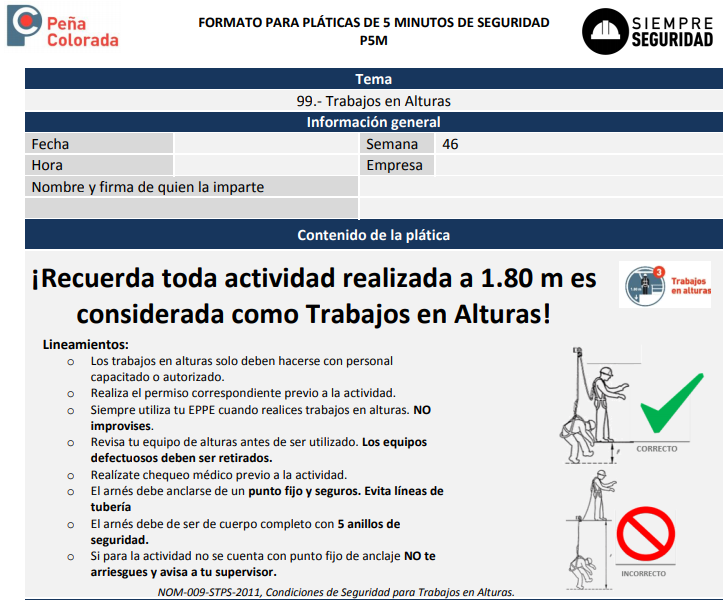 Peña
Colorada
FORMATO PARA PLÁTICAS DE 5 MINUTOS DE SEGURIDAD
P5M
SIEMPRE
SEGURIDAD
Tema
99.- Trabajos en Alturas
Información general
Fecha
Semana 46
Hora
Empresa
Nombre y firma de quien la imparte
Contenido de la plática
¡Recuerda toda actividad realizada a 1.80 m es
considerada como Trabajos en Alturas!
3
Trabajos
en alturas
Lineamientos:
o Los trabajos en alturas solo deben hacerse con personal
capacitado o autorizado.
o Realiza el permiso correspondiente previo a la actividad.
o Siempre utiliza tu EPPE cuando realices trabajos en alturas. NO
improvises.
o Revisa tu equipo de alturas antes de ser utilizado. Los equipos
defectuosos deben ser retirados.
o Realízate chequeo médico previo a la actividad.
o El arnés debe anclarse de un punto fijo y seguros. Evita líneas de
tubería
o El arnés debe de ser de cuerpo completo con 5 anillos de
seguridad.
o Si para la actividad no se cuenta con punto fijo de anclaje NO te
arriesgues y avisa a tu supervisor.
CORRECTO
INCORRECTO
NOM-009-STPS-2011, Condiciones de Seguridad para Trabajos en Alturas.